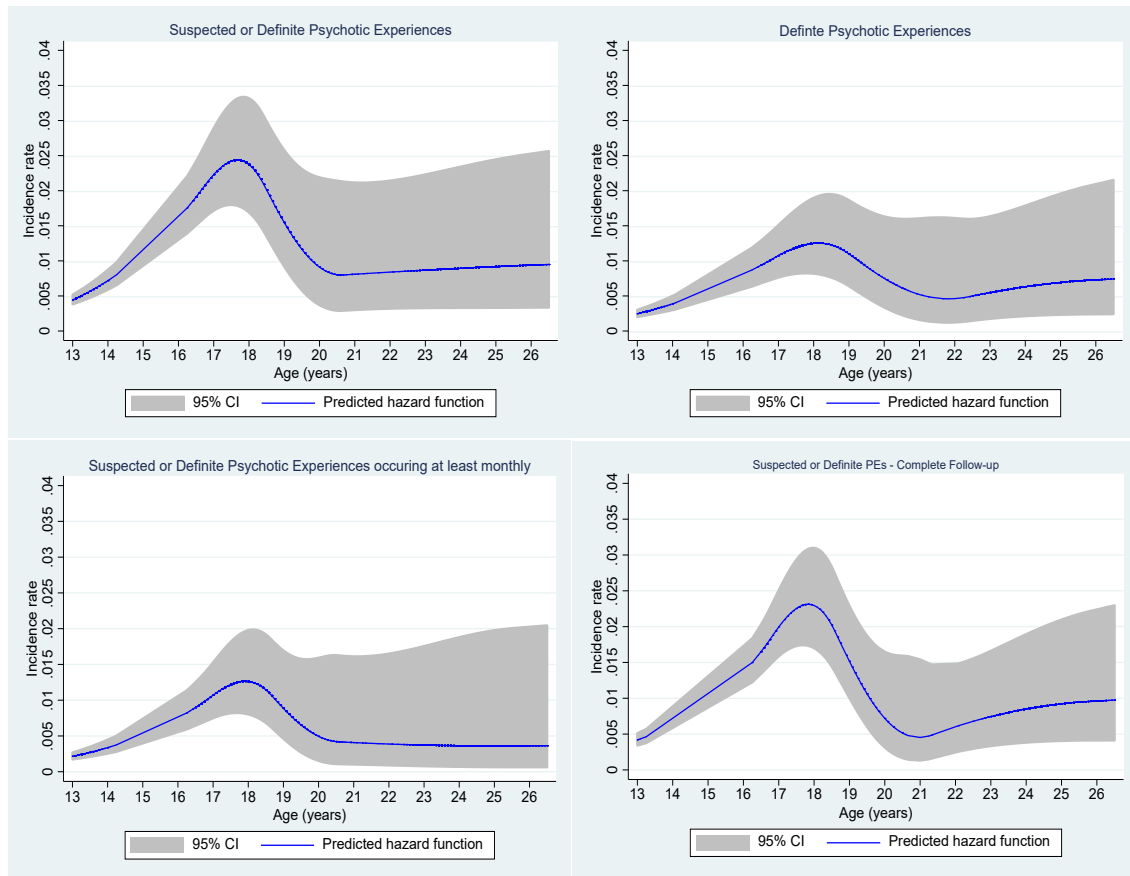 Suspected or Definite Psychotic Experiences
.04
.035
.03
.025
.02
.015
.01
.005
0
Incidence rate
13 14 15 16 17 18 19 20 21 22 23 24 25 26
Age (years)
95% CI Predicted hazard function
Definte Psychotic Experiences
.04
.035
.03
.025
.02
.015
.01
.005
0
Incidence rate
13 14 15 16 17 18 19 20 21 22 23 24 25 26
Age (years)
95% CI Predicted hazard function
Suspected or Definite Psychotic Experiences occuring at least monthly
.04
.035
.03
.025
.02
.015
.01
.005
0
Incidence rate
13 14 15 16 17 18 19 20 21 22 23 24 25 26
Age (years)
95% CI Predicted hazard function
Suspected or Definite PEs - Complete Follow-up
.04
.035
.03
.025
.02
.015
.01
.005
0
Incidence rate
13 14 15 16 17 18 19 20 21 22 23 24 25 26
Age (years)
95% CI Predicted hazard function